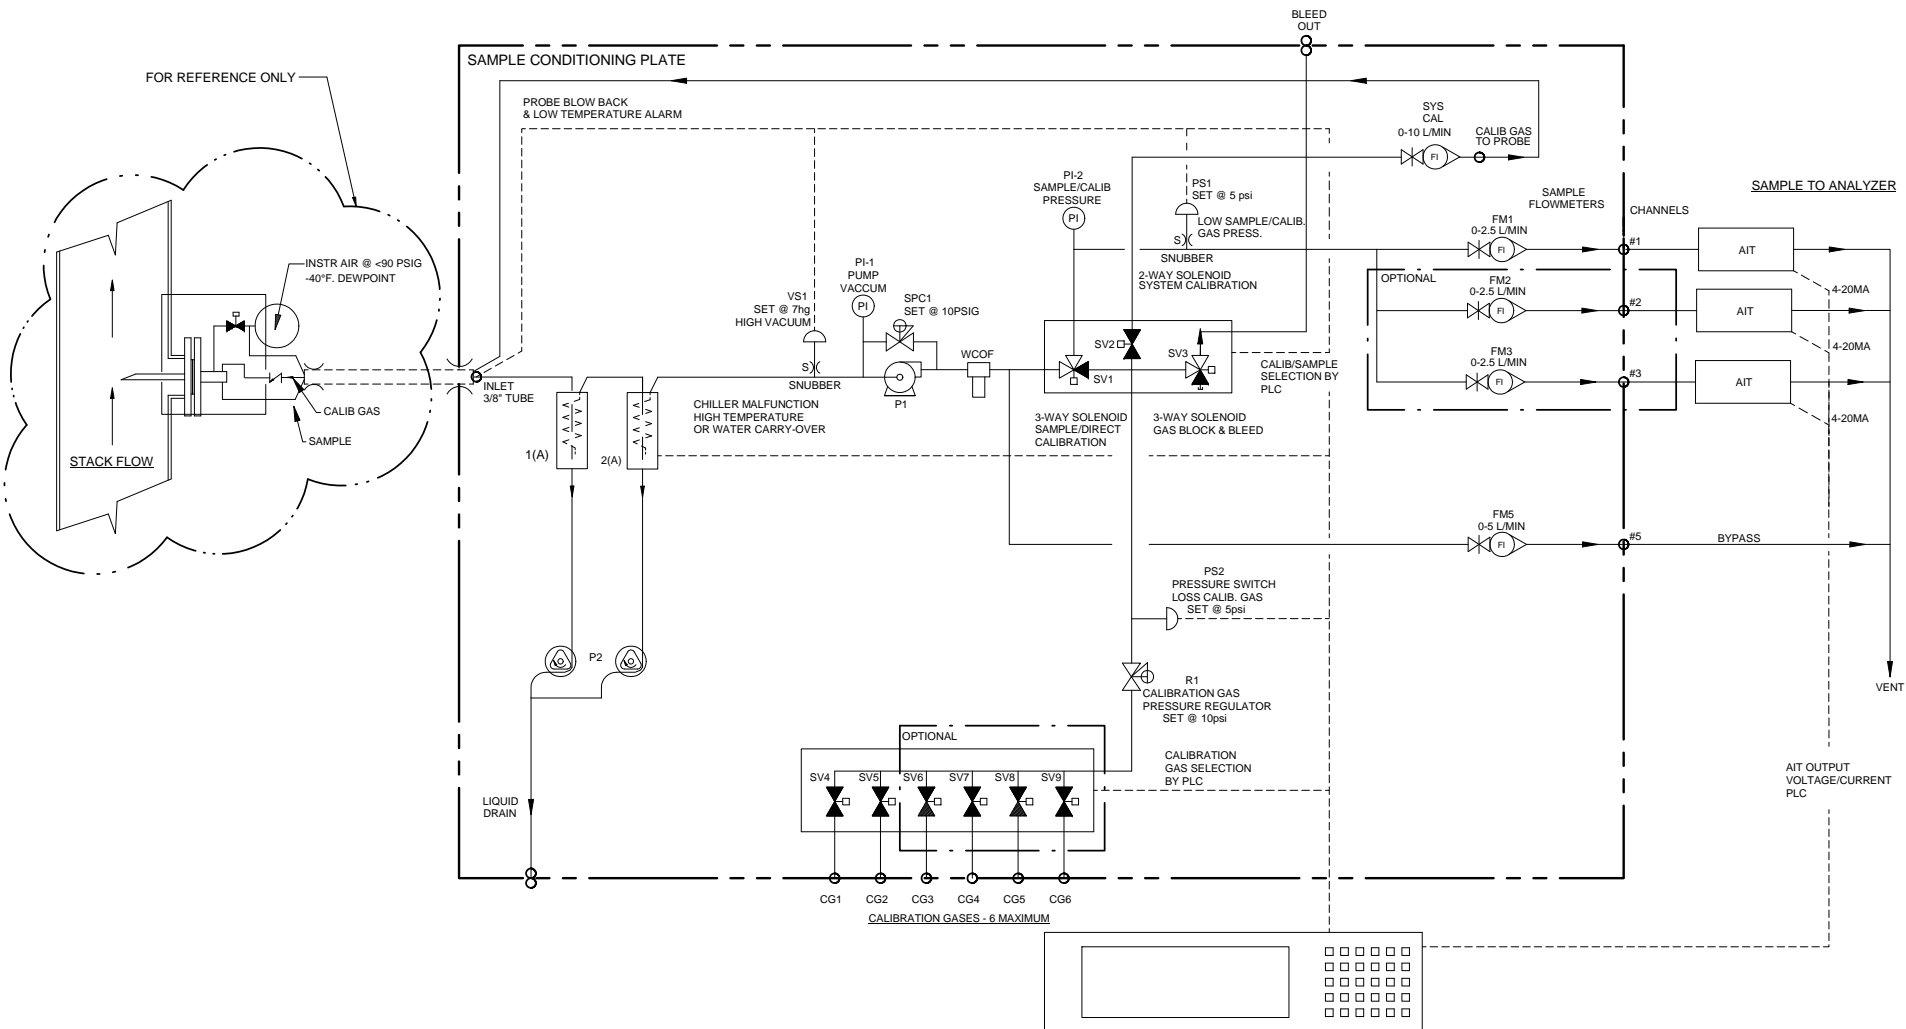 BLEED
OUT
SAMPLE CONDITIONING PLATE
FOR REFERENCE ONLY
PROBE BLOW BACK
& LOW TEMPERATURE ALARM
SYS
CAL
0-10 L/MIN
FI
CALIB GAS
TO PROBE
PI-2
SAMPLE/CALIB
PRESSURE
PI
PS1
SET @ 5 psi
LOW SAMPLE/CALIB.
GAS PRESS.
S
SNUBBER
SAMPLE
FLOWMETERS
CHANNELS
SAMPLE TO ANALYZER
FM1
0-2.5 L/MIN
FI
#1
AIT
OPTIONAL
FM2
0-2.5 L/MIN
FI
#2
AIT
4-20MA
FM3
0-2.5 L/MIN
FI
#3
AIT
4-20MA
4-20MA
INSTR AIR @ <90 PSIG
-40°F. DEWPOINT
CALIB GAS
SAMPLE
STACK FLOW
INLET
3/8" TUBE
VS1
SET @ 7hg
HIGH VACUUM
S
SNUBBER
PI-1
PUMP
VACCUM
PI
SPC1
SET @ 10PSIG
P1
WCOF
2-WAY SOLENOID
SYSTEM CALIBRATION
SV2
SV3
SV1
CALIB/SAMPLE
SELECTION BY
PLC
CHILLER MALFUNCTION
HIGH TEMPERATURE
OR WATER CARRY-OVER
3-WAY SOLENOID
SAMPLE/DIRECT
CALIBRATION
3-WAY SOLENOID
GAS BLOCK & BLEED
1(A)
2(A)
FM5
0-5 L/MIN
FI
#5
BYPASS
PS2
PRESSURE SWITCH
LOSS CALIB. GAS
SET @ 5psi
P2
R1
CALIBRATION GAS
PRESSURE REGULATOR
SET @ 10psi
VENT
OPTIONAL
SV4
SV5
SV6
SV7
SV8
SV9
CALIBRATION
GAS SELECTION
BY PLC
AIT OUTPUT
VOLTAGE/CURRENT
PLC
LIQUID
DRAIN
CG1
CG2
CG3
CG4
CG5
CG6
CALIBRATION GASES - 6 MAXIMUM